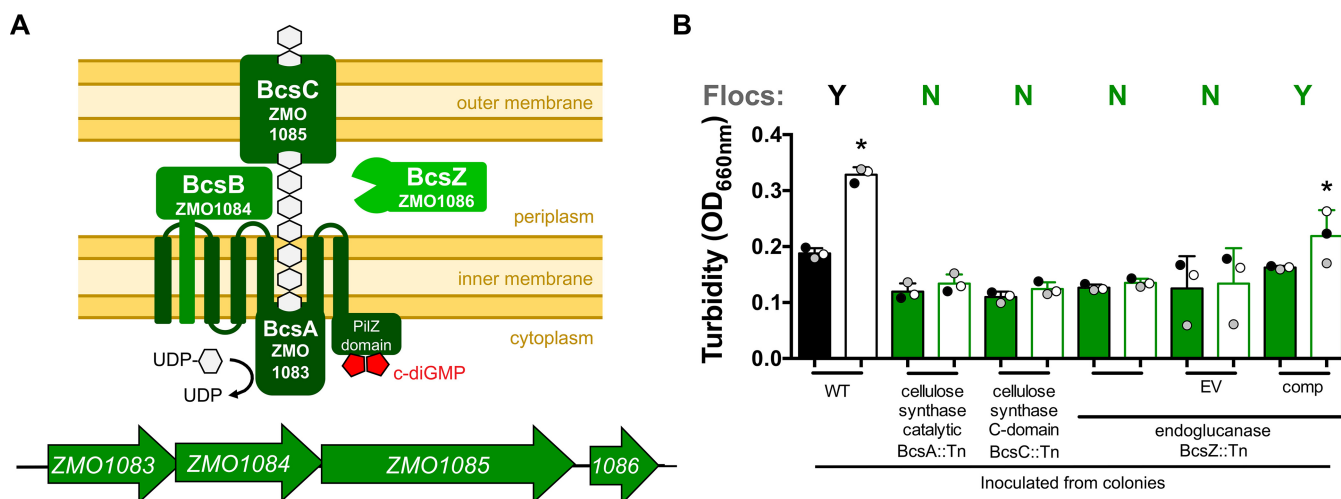 A
BcsC
ZMO
1085
outer membrane
BcsB
ZMO1084
BcsZ
ZMO1086
periplasm
inner membrane
BcsA
ZMO
1083
PilZ
domain
cytoplasm
UDP-
UDP
c-diGMP
ZMO1083
ZMO1084
ZMO1085
1086
B
Flocs: Y N N N N Y
Turbidity (OD660nm)
0.4
0.3
0.2
0.1
0.0
*
*
WT
cellulose
synthase
catalytic
BcsA::Tn
cellulose
synthase
C-domain
BcsC::Tn
EV
comp
endoglucanase
BcsZ::Tn
Inoculated from colonies